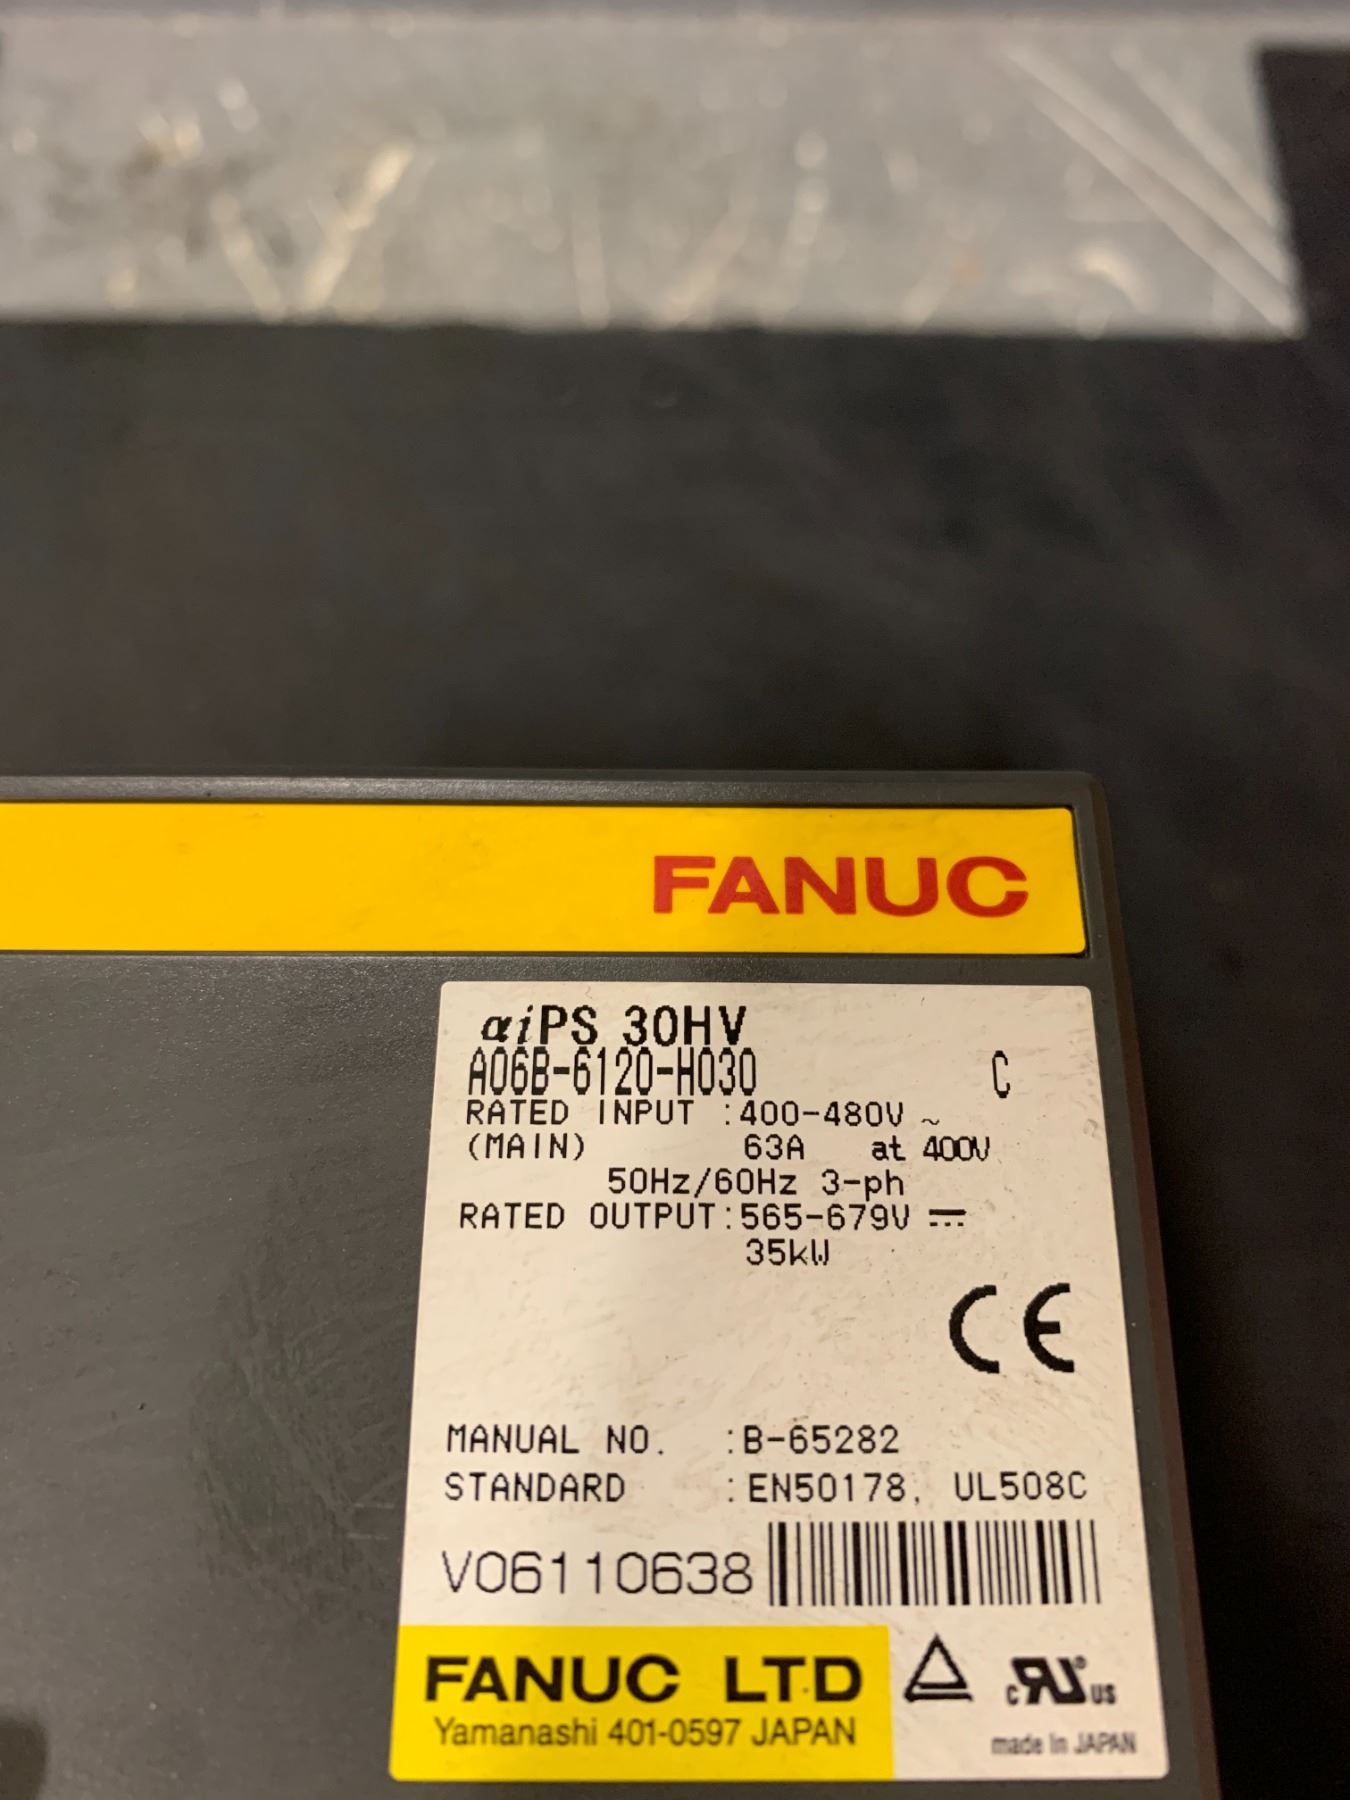 FANUC
αiPS 30HV
A06B-6120-H030 C
RATED INPUT :400-480V ~
(MAIN) 63A at 400V
50Hz/60Hz 3-ph
RATED OUTPUT:565-679V ⎓
35kW
CE
MANUAL NO. :B-65282
STANDARD :EN50178, UL508C
V06110638
FANUC LTD
Yamanashi 401-0597 JAPAN
c RU® US
made in JAPAN